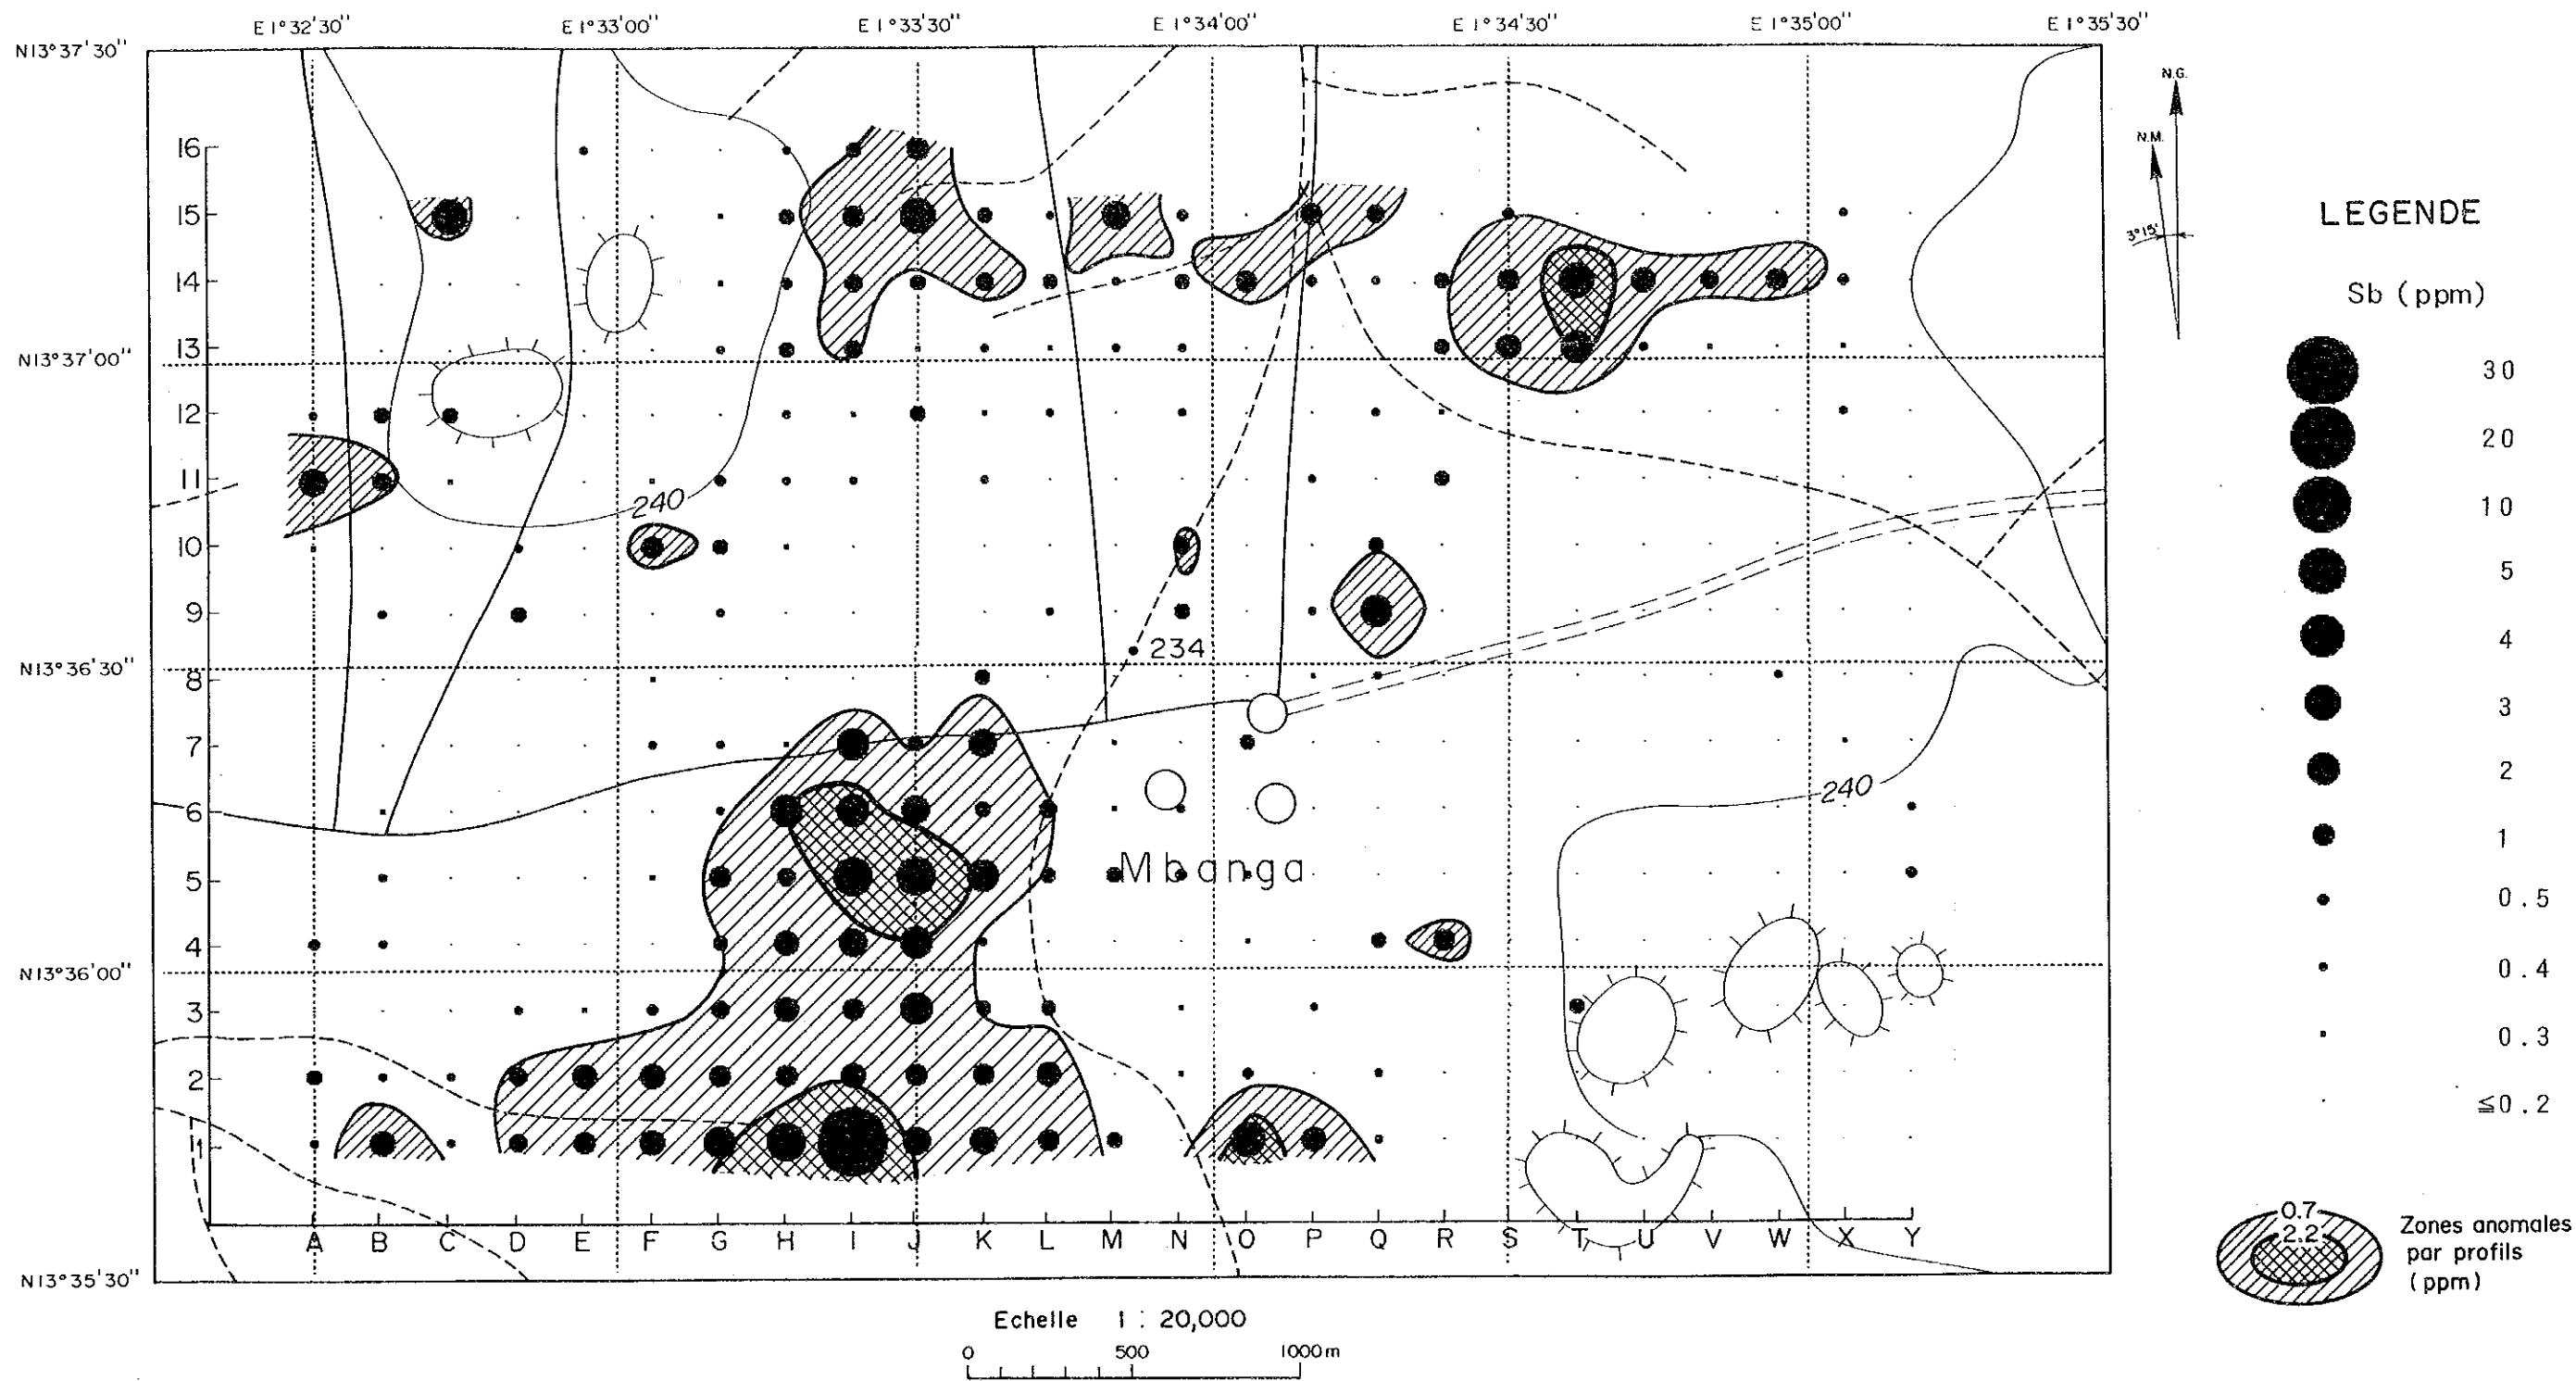 E 1°32'30" E 1°33'00" E 1°33'30" E 1°34'00" E 1°34'30" E 1°35'00" E 1°35'30"
N13°37'30"
N.G.
N.M.
3°15'
16
15
14
13
N13°37'00"
12
11
240
10
9
234
N13°36'30"
8
7
6
240
5
Mbanga
4
N13°36'00"
3
2
1
A B C D E F G H I J K L M N O P Q R S T U V W X Y
N13°35'30"
Echelle 1 : 20,000
0 500 1000m
LEGENDE
Sb (ppm)
30
20
10
5
4
3
2
1
0.5
0.4
0.3
≦0.2
0.7
2.2
Zones anomales
par profils
(ppm)